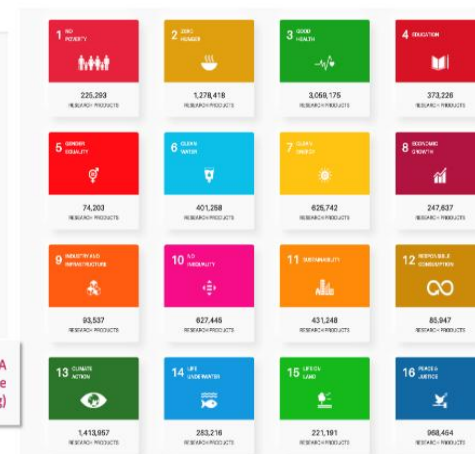 1 NO
POVERTY
225,293
RESEARCH PRODUCTS
2 ZERO
HUNGER
1,278,418
RESEARCH PRODUCTS
3 GOOD
HEALTH
3,059,175
RESEARCH PRODUCTS
4 EDUCATION
373,226
RESEARCH PRODUCTS
5 GENDER
EQUALITY
74,203
RESEARCH PRODUCTS
6 CLEAN
WATER
401,258
RESEARCH PRODUCTS
7 CLEAN
ENERGY
625,742
RESEARCH PRODUCTS
8 ECONOMIC
GROWTH
247,637
RESEARCH PRODUCTS
9 INDUSTRY AND
INFRASTRUCTURE
93,537
RESEARCH PRODUCTS
10 NO
INEQUALITY
627,445
RESEARCH PRODUCTS
11 SUSTAINABILITY
431,248
RESEARCH PRODUCTS
12 RESPONSIBLE
CONSUMPTION
85,947
RESEARCH PRODUCTS
A
e
)
13 CLIMATE
ACTION
1,413,957
RESEARCH PRODUCTS
14 LIFE
UNDERWATER
283,216
RESEARCH PRODUCTS
15 LIFE ON
LAND
221,191
RESEARCH PRODUCTS
16 PEACE &
JUSTICE
968,454
RESEARCH PRODUCTS